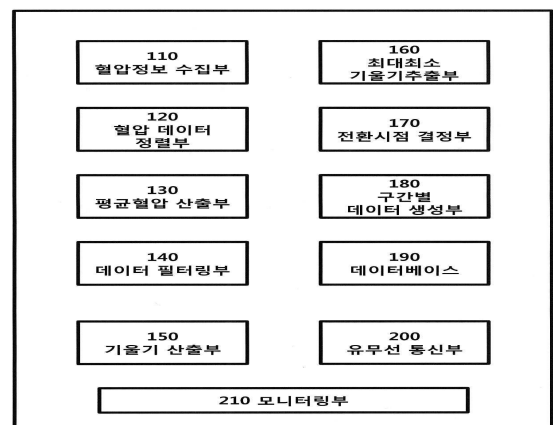 110
혈압정보 수집부
120
혈압 데이터
정렬부
130
평균혈압 산출부
140
데이터 필터링부
150
기울기 산출부
160
최대최소
기울기추출부
170
전환시점 결정부
180
구간별
데이터 생성부
190
데이터베이스
200
유무선 통신부
210 모니터링부